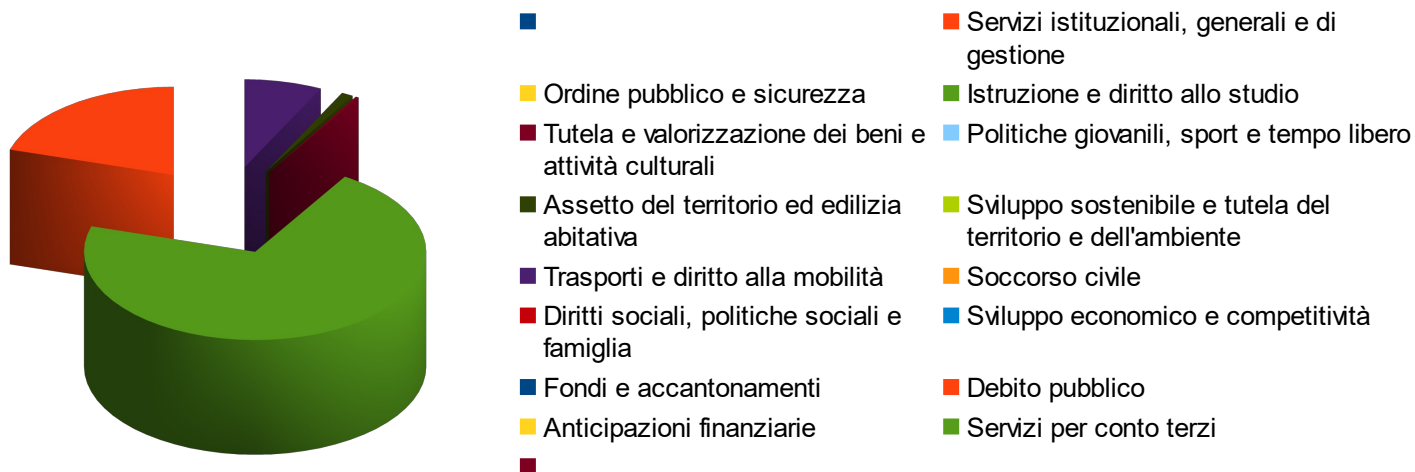 Servizi istituzionali, generali e di
gestione
Ordine pubblico e sicurezza
Istruzione e diritto allo studio
Tutela e valorizzazione dei beni e
attività culturali
Politiche giovanili, sport e tempo libero
Assetto del territorio ed edilizia
abitativa
Sviluppo sostenibile e tutela del
territorio e dell'ambiente
Trasporti e diritto alla mobilità
Soccorso civile
Diritti sociali, politiche sociali e
famiglia
Sviluppo economico e competitività
Fondi e accantonamenti
Debito pubblico
Anticipazioni finanziarie
Servizi per conto terzi